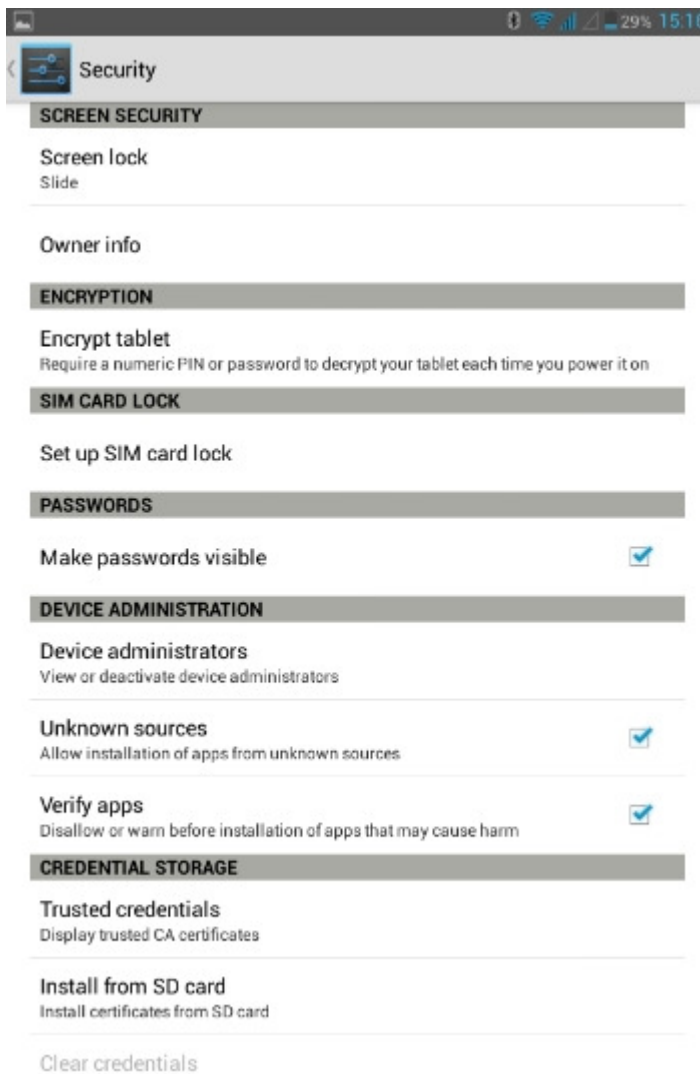 29% 15:16
Security
SCREEN SECURITY
Screen lock
Slide
Owner info
ENCRYPTION
Encrypt tablet
Require a numeric PIN or password to decrypt your tablet each time you power it on
SIM CARD LOCK
Set up SIM card lock
PASSWORDS
Make passwords visible
DEVICE ADMINISTRATION
Device administrators
View or deactivate device administrators
Unknown sources
Allow installation of apps from unknown sources
Verify apps
Disallow or warn before installation of apps that may cause harm
CREDENTIAL STORAGE
Trusted credentials
Display trusted CA certificates
Install from SD card
Install certificates from SD card
Clear credentials